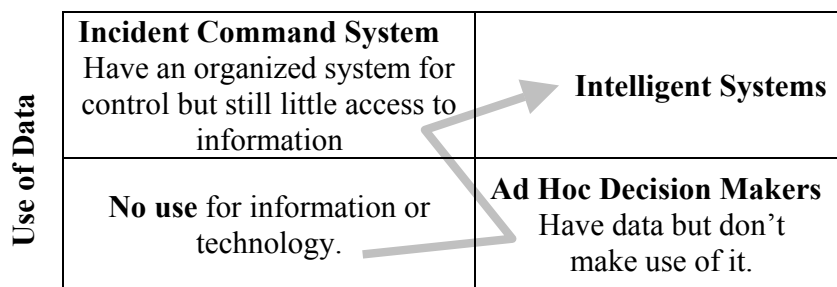 Use of Data
Incident Command System
Have an organized system for
control but still little access to
information
Intelligent Systems
No use for information or
technology.
Ad Hoc Decision Makers
Have data but don’t
make use of it.